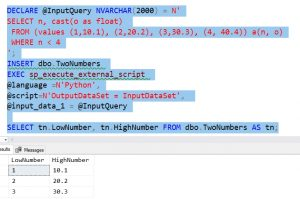 DECLARE @InputQuery NVARCHAR(2000) = N'
SELECT n, cast(o as float)
FROM (values (1,10.1), (2,20.2), (3,30.3), (4, 40.4)) a(n, o)
WHERE n < 4
';
INSERT dbo.TwoNumbers
EXEC sp_execute_external_script
@language =N'Python',
@script=N'OutputDataSet = InputDataSet',
@input_data_1 = @InputQuery
SELECT tn.LowNumber, tn.HighNumber FROM dbo.TwoNumbers AS tn;
Results Messages
LowNumber HighNumber
1 10.1
2 20.2
3 30.3